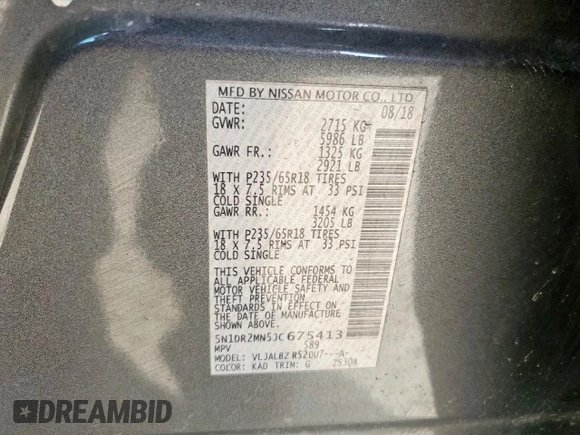 MFD BY NISSAN MOTOR CO., LTD
DATE: 08/18
GVWR: 2715 KG
5986 LB
GAWR FR.: 1325 KG
2921 LB
WITH P235/65R18 TIRES
18 X 7.5 RIMS AT 33 PSI
COLD SINGLE
GAWR RR.: 1454 KG
3205 LB
WITH P235/65R18 TIRES
18 X 7.5 RIMS AT 33 PSI
COLD SINGLE
THIS VEHICLE CONFORMS TO
ALL APPLICABLE FEDERAL
MOTOR VEHICLE SAFETY AND
THEFT PREVENTION
STANDARDS IN EFFECT ON
THE DATE OF MANUFACTURE
SHOWN ABOVE.
5N1DR2MN5JC675413
MPV 589
MODEL: VLJALBZ R52OU7---A-
COLOR: KAD TRIM: G
DREAMBID